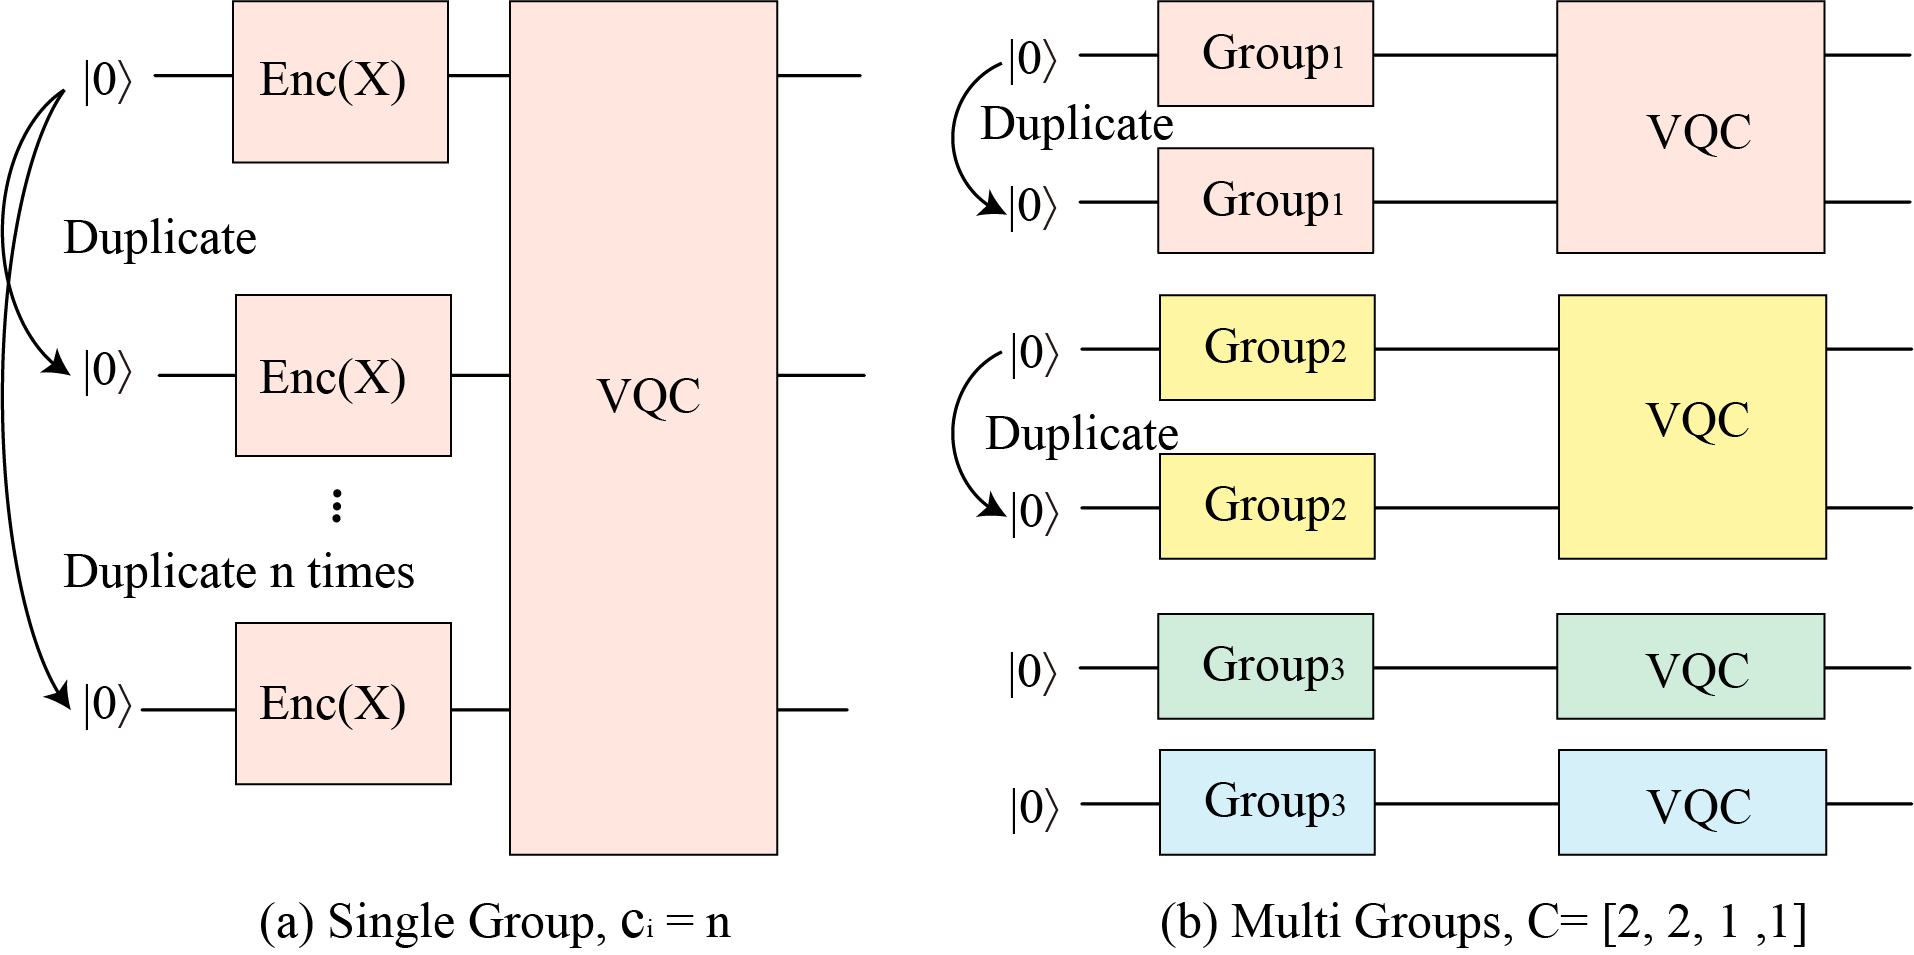 |0⟩ Enc(X)
Duplicate
|0⟩ Enc(X)
Duplicate n times
|0⟩ Enc(X)
VQC
(a) Single Group, cᵢ = n
|0⟩ Group₁
Duplicate
|0⟩ Group₁
VQC
|0⟩ Group₂
Duplicate
|0⟩ Group₂
VQC
|0⟩ Group₃ VQC
|0⟩ Group₃ VQC
(b) Multi Groups, C= [2, 2, 1 ,1]